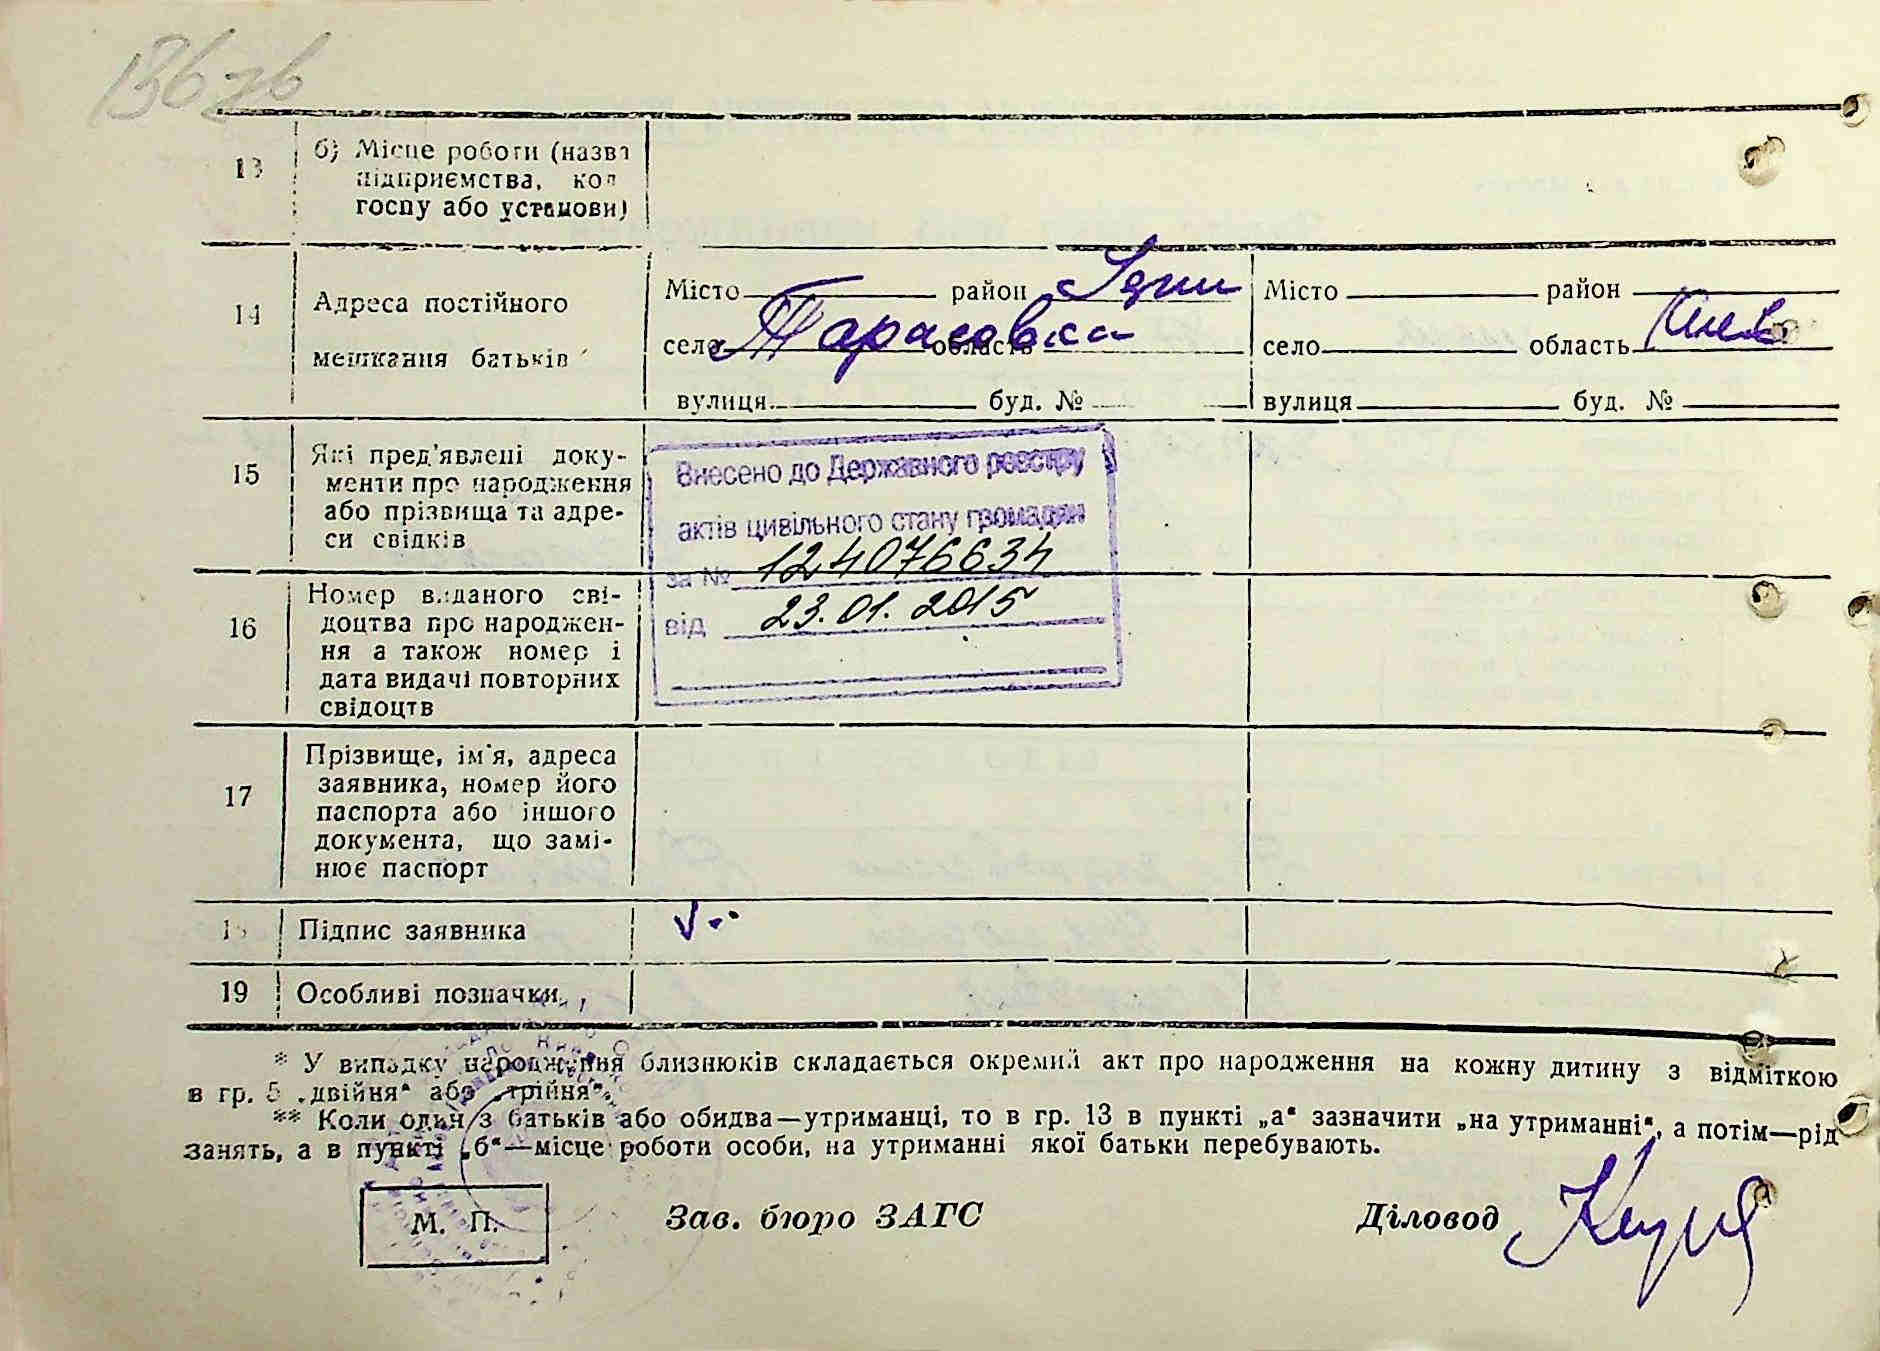 136зв
13
б) Місце роботи (назва
підприємства, кол
госпу або установи)
14
Адреса постійного
мешкання батьків
Місто район
село Тарасовка область
вулиця буд. №
Місто район
село область Киев
вулиця буд. №
15
Які пред'явлені доку-
менти про народження
або прізвища та адре-
си свідків
Внесено до Державного реєстру
актів цивільного стану громадян
за № 124076634
від 23.01.2015
16
Номер виданого сві-
доцтва про народжен-
ня а також номер і
дата видачі повторних
свідоцтв
17
Прізвище, ім'я, адреса
заявника, номер його
паспорта або іншого
документа, що замі-
нює паспорт
18
Підпис заявника
19
Особливі позначки
* У випадку народження близнюків складається окремий акт про народження на кожну дитину з відміткою
в гр. 5 „двійня“ або „трійня“.
** Коли один з батьків або обидва—утриманці, то в гр. 13 в пункті „а“ зазначити „на утриманні“, а потім—рід
занять, а в пункті „б“—місце роботи особи, на утриманні якої батьки перебувають.
М. П.
Зав. бюро ЗАГС
Діловод